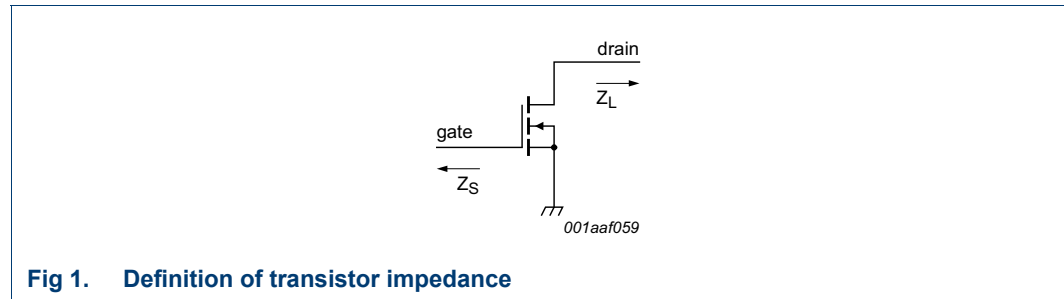 drain
Z_L
gate
Z_S
001aaf059
Fig 1. Definition of transistor impedance